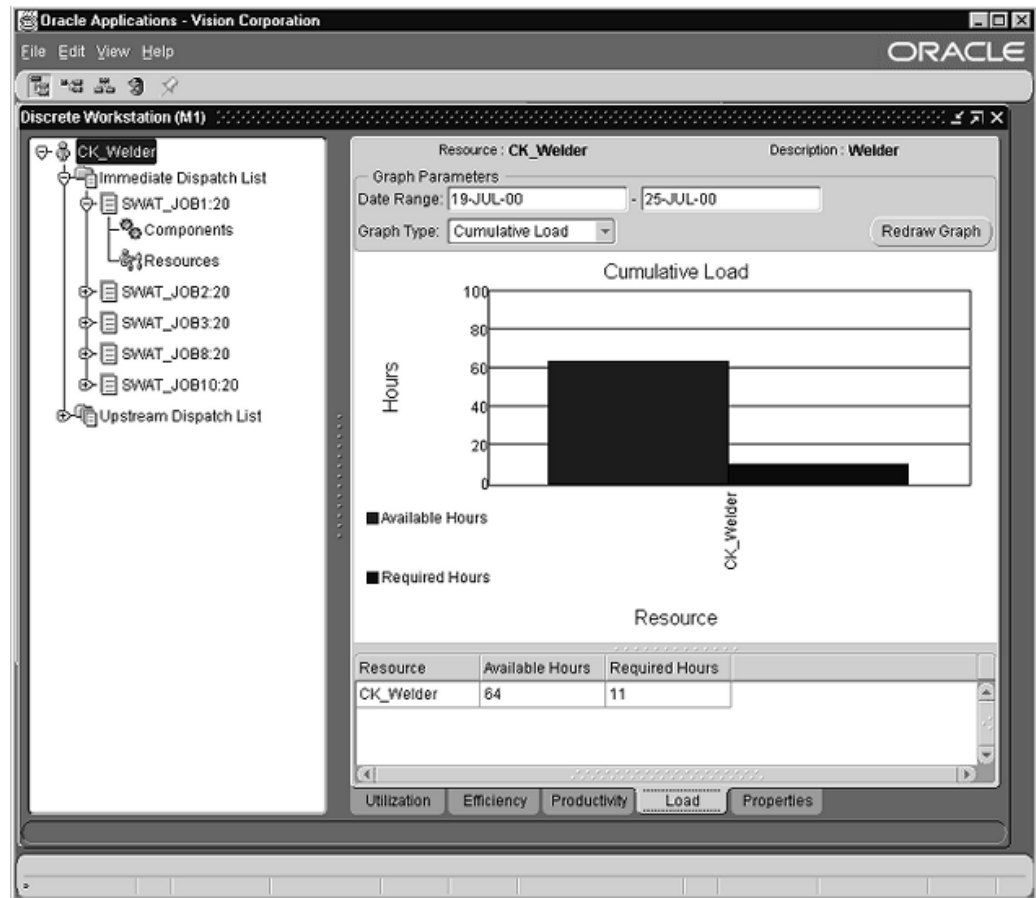 Oracle Applications - Vision Corporation
File Edit View Help
ORACLE
Discrete Workstation (M1)
CK_Welder
Immediate Dispatch List
SWAT_JOB1:20
Components
Resources
SWAT_JOB2:20
SWAT_JOB3:20
SWAT_JOB8:20
SWAT_JOB10:20
Upstream Dispatch List
Resource : CK_Welder Description : Welder
Graph Parameters
Date Range: 19-JUL-00 - 25-JUL-00
Graph Type: Cumulative Load Redraw Graph
Cumulative Load
100
80
60
40
20
0
Hours
CK_Welder
Available Hours
Required Hours
Resource
Resource Available Hours Required Hours
CK_Welder 64 11
Utilization Efficiency Productivity Load Properties